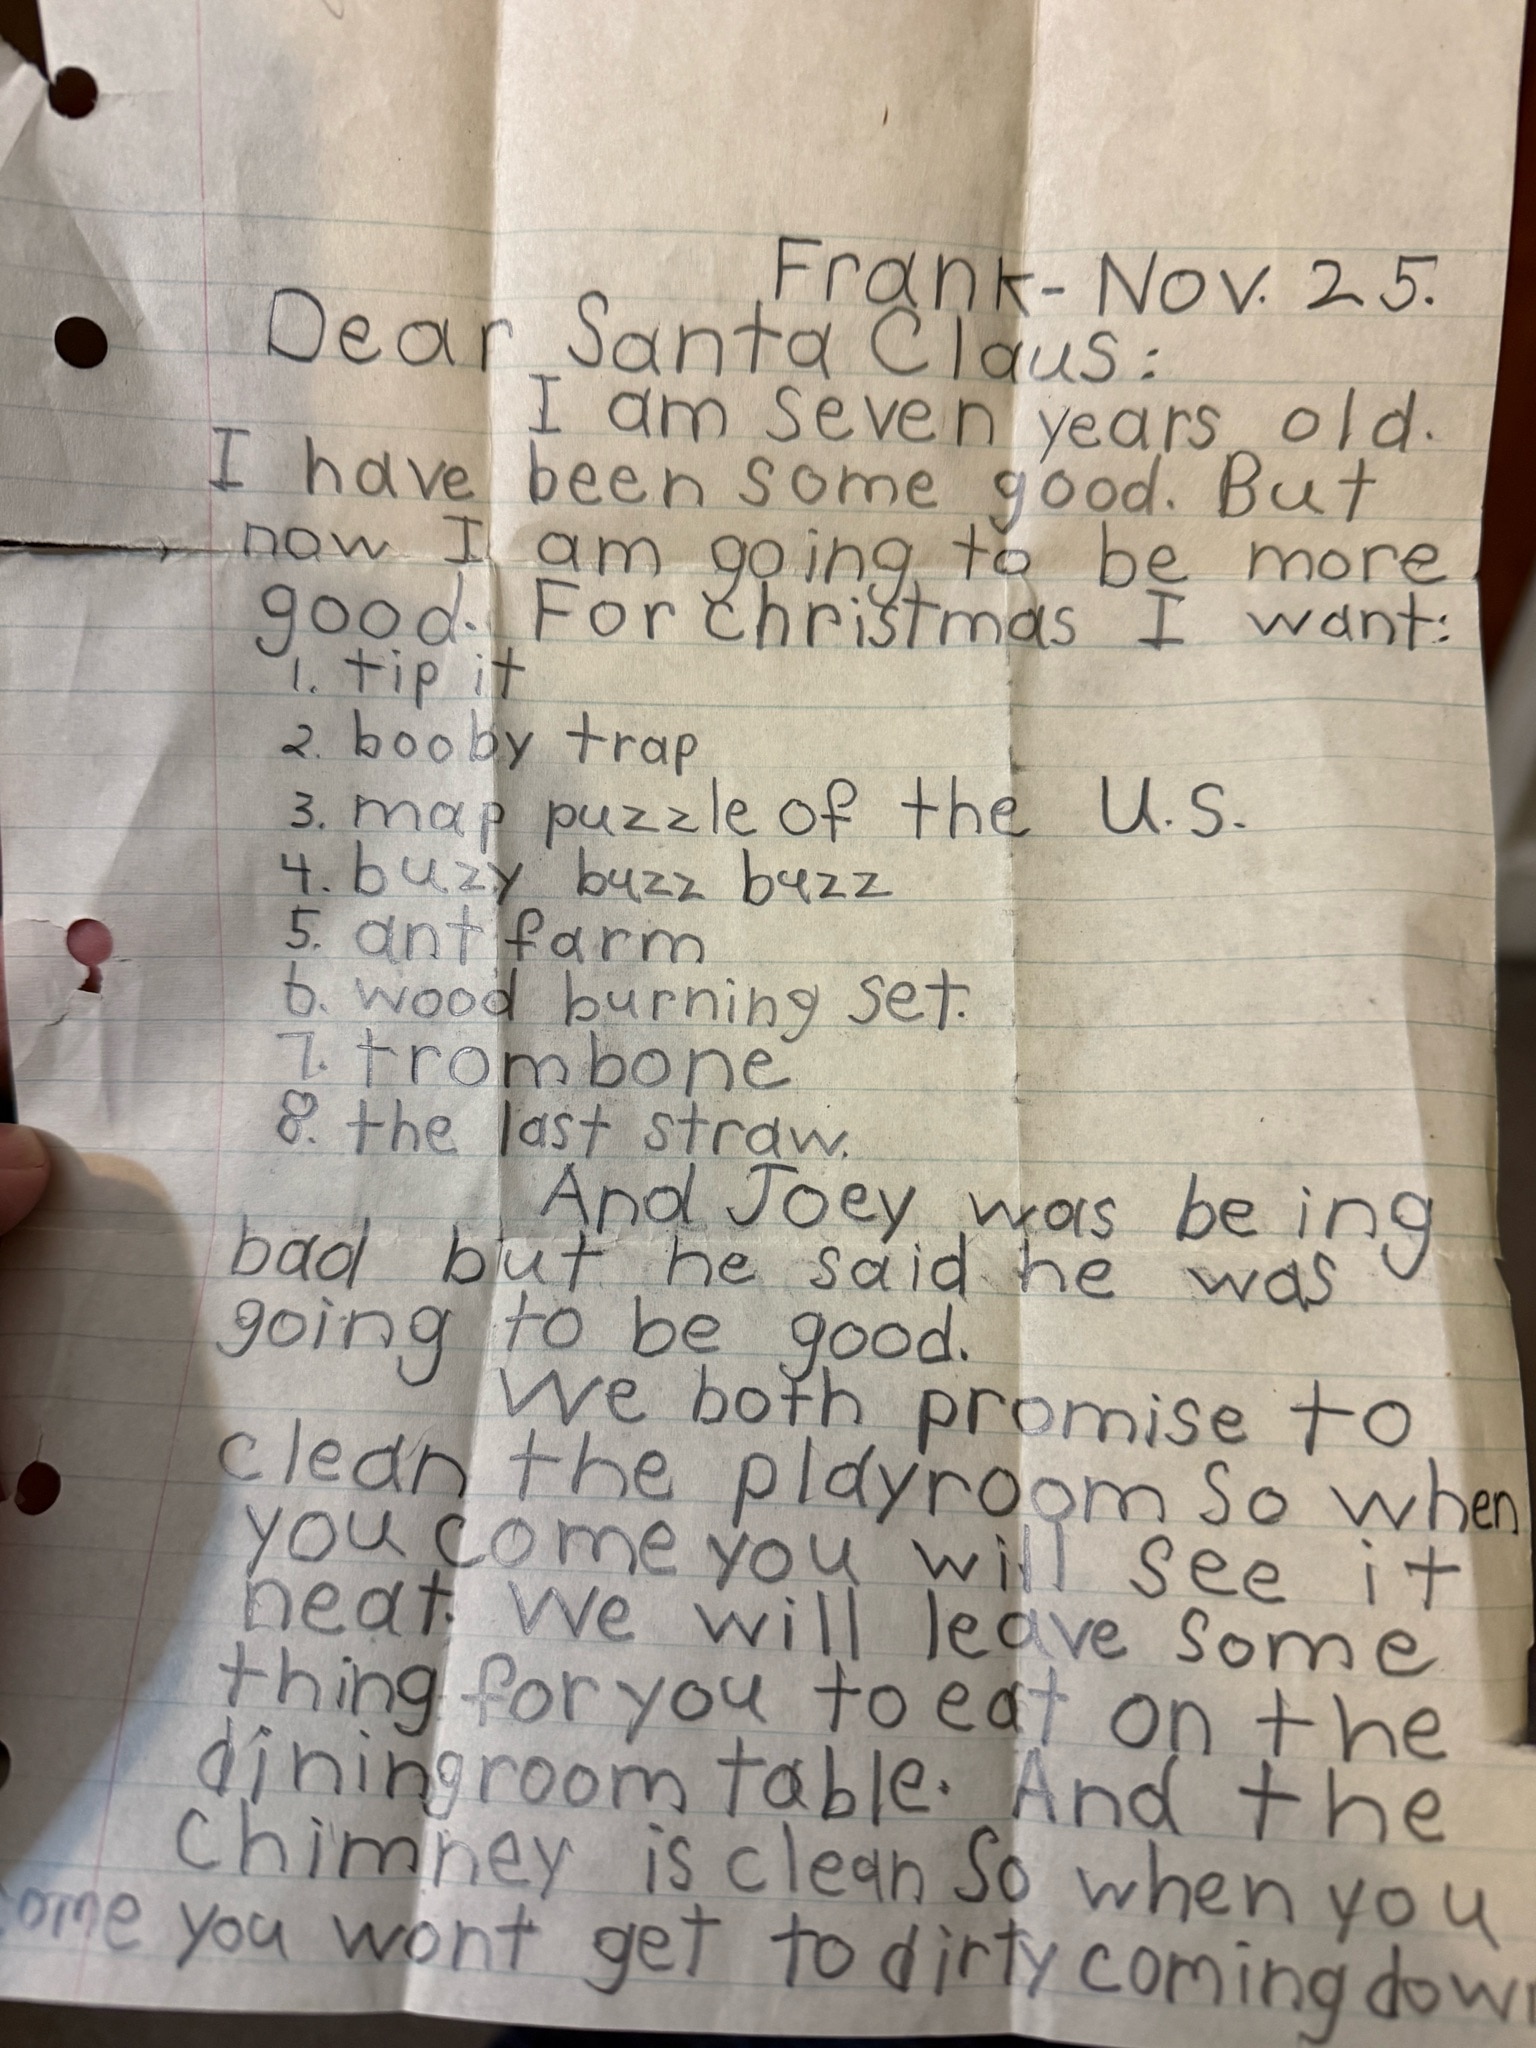 Frank- Nov. 25.
Dear Santa Claus:
I am seven years old.
I have been some good. But
now I am going to be more
good. For christmas I want:
1. tip it
2. booby trap
3. map puzzle of the U.S.
4. buzy buzz buzz
5. ant farm
6. wood burning set.
7. trombone
8. the last straw.
And Joey was being
bad but he said he was
going to be good.
We both promise to
clean the playroom so when
you come you will see it
neat. We will leave some
thing for you to eat on the
diningroom table. And the
chimney is clean so when you
come you wont get to dirty coming down